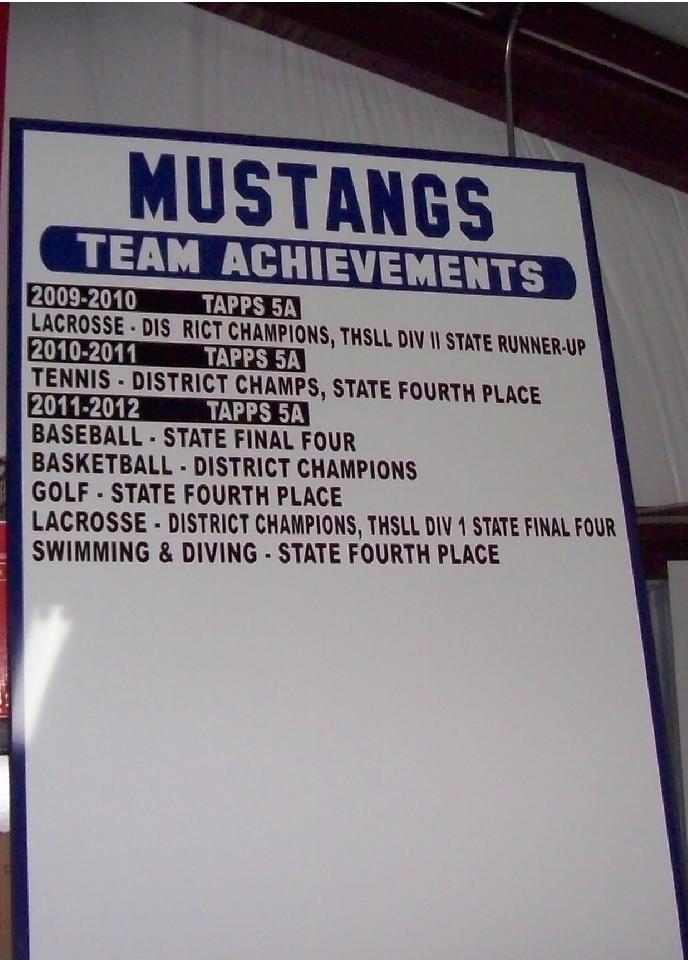 MUSTANGS
TEAM ACHIEVEMENTS
2009-2010 TAPPS 5A
LACROSSE - DIS RICT CHAMPIONS, THSLL DIV II STATE RUNNER-UP
2010-2011 TAPPS 5A
TENNIS - DISTRICT CHAMPS, STATE FOURTH PLACE
2011-2012 TAPPS 5A
BASEBALL - STATE FINAL FOUR
BASKETBALL - DISTRICT CHAMPIONS
GOLF - STATE FOURTH PLACE
LACROSSE - DISTRICT CHAMPIONS, THSLL DIV 1 STATE FINAL FOUR
SWIMMING & DIVING - STATE FOURTH PLACE